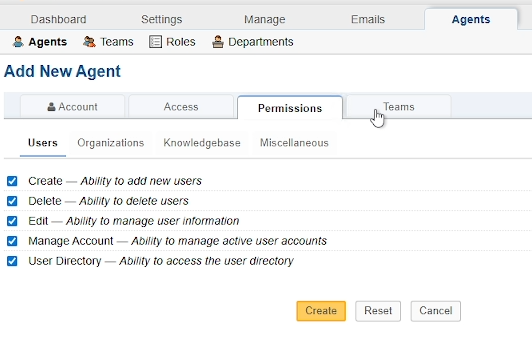 Dashboard Settings Manage Emails Agents
Agents Teams Roles Departments
Add New Agent
Account Access Permissions Teams
Users Organizations Knowledgebase Miscellaneous
Create — Ability to add new users
Delete — Ability to delete users
Edit — Ability to manage user information
Manage Account — Ability to manage active user accounts
User Directory — Ability to access the user directory
Create Reset Cancel